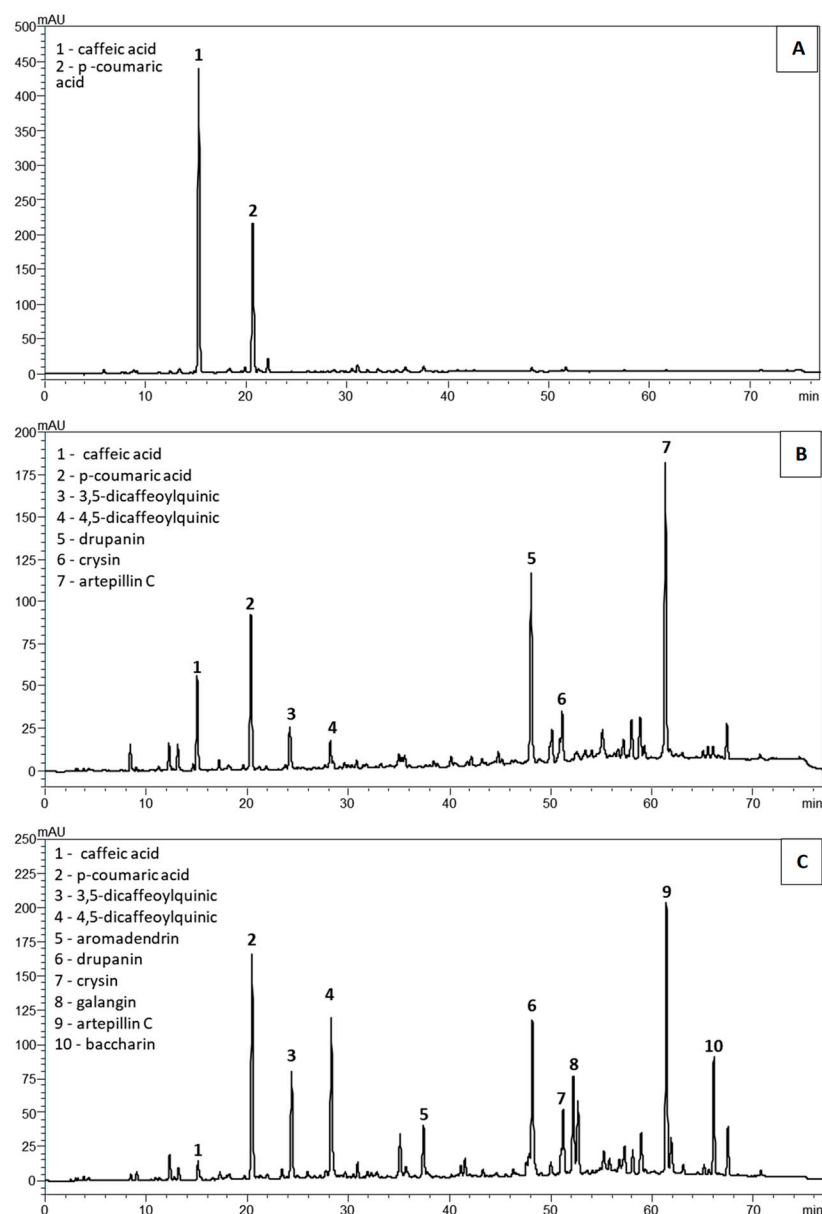 mAU
500
450
400
350
300
250
200
150
100
50
0
1 - caffeic acid
2 - p -coumaric
acid
A
1
2
0 10 20 30 40 50 60 70 min
mAU
200
175
150
125
100
75
50
25
0
1 - caffeic acid
2 - p-coumaric acid
3 - 3,5-dicaffeoylquinic
4 - 4,5-dicaffeoylquinic
5 - drupanin
6 - crysin
7 - artepillin C
B
1
2
3
4
5
6
7
0 10 20 30 40 50 60 70 min
mAU
250
225
200
175
150
125
100
75
50
25
0
1 - caffeic acid
2 - p-coumaric acid
3 - 3,5-dicaffeoylquinic
4 - 4,5-dicaffeoylquinic
5 - aromadendrin
6 - drupanin
7 - crysin
8 - galangin
9 - artepillin C
10 - baccharin
C
1
2
3
4
5
6
7
8
9
10
0 10 20 30 40 50 60 70 min